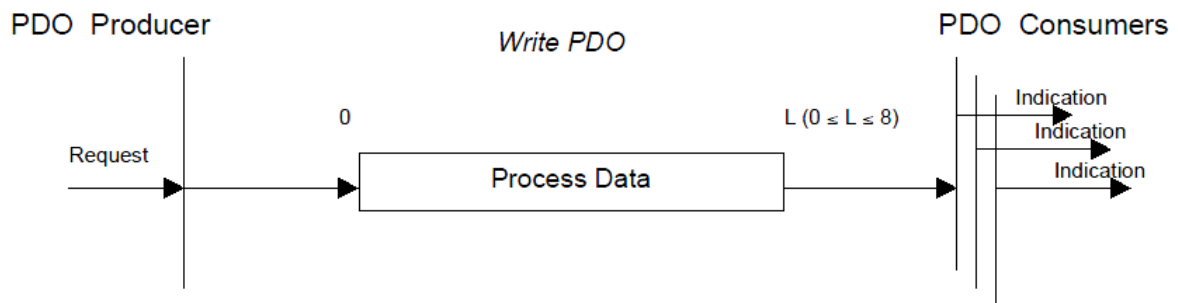 PDO Producer
Write PDO
PDO Consumers
0
L (0 ≤ L ≤ 8)
Indication
Indication
Indication
Request
Process Data